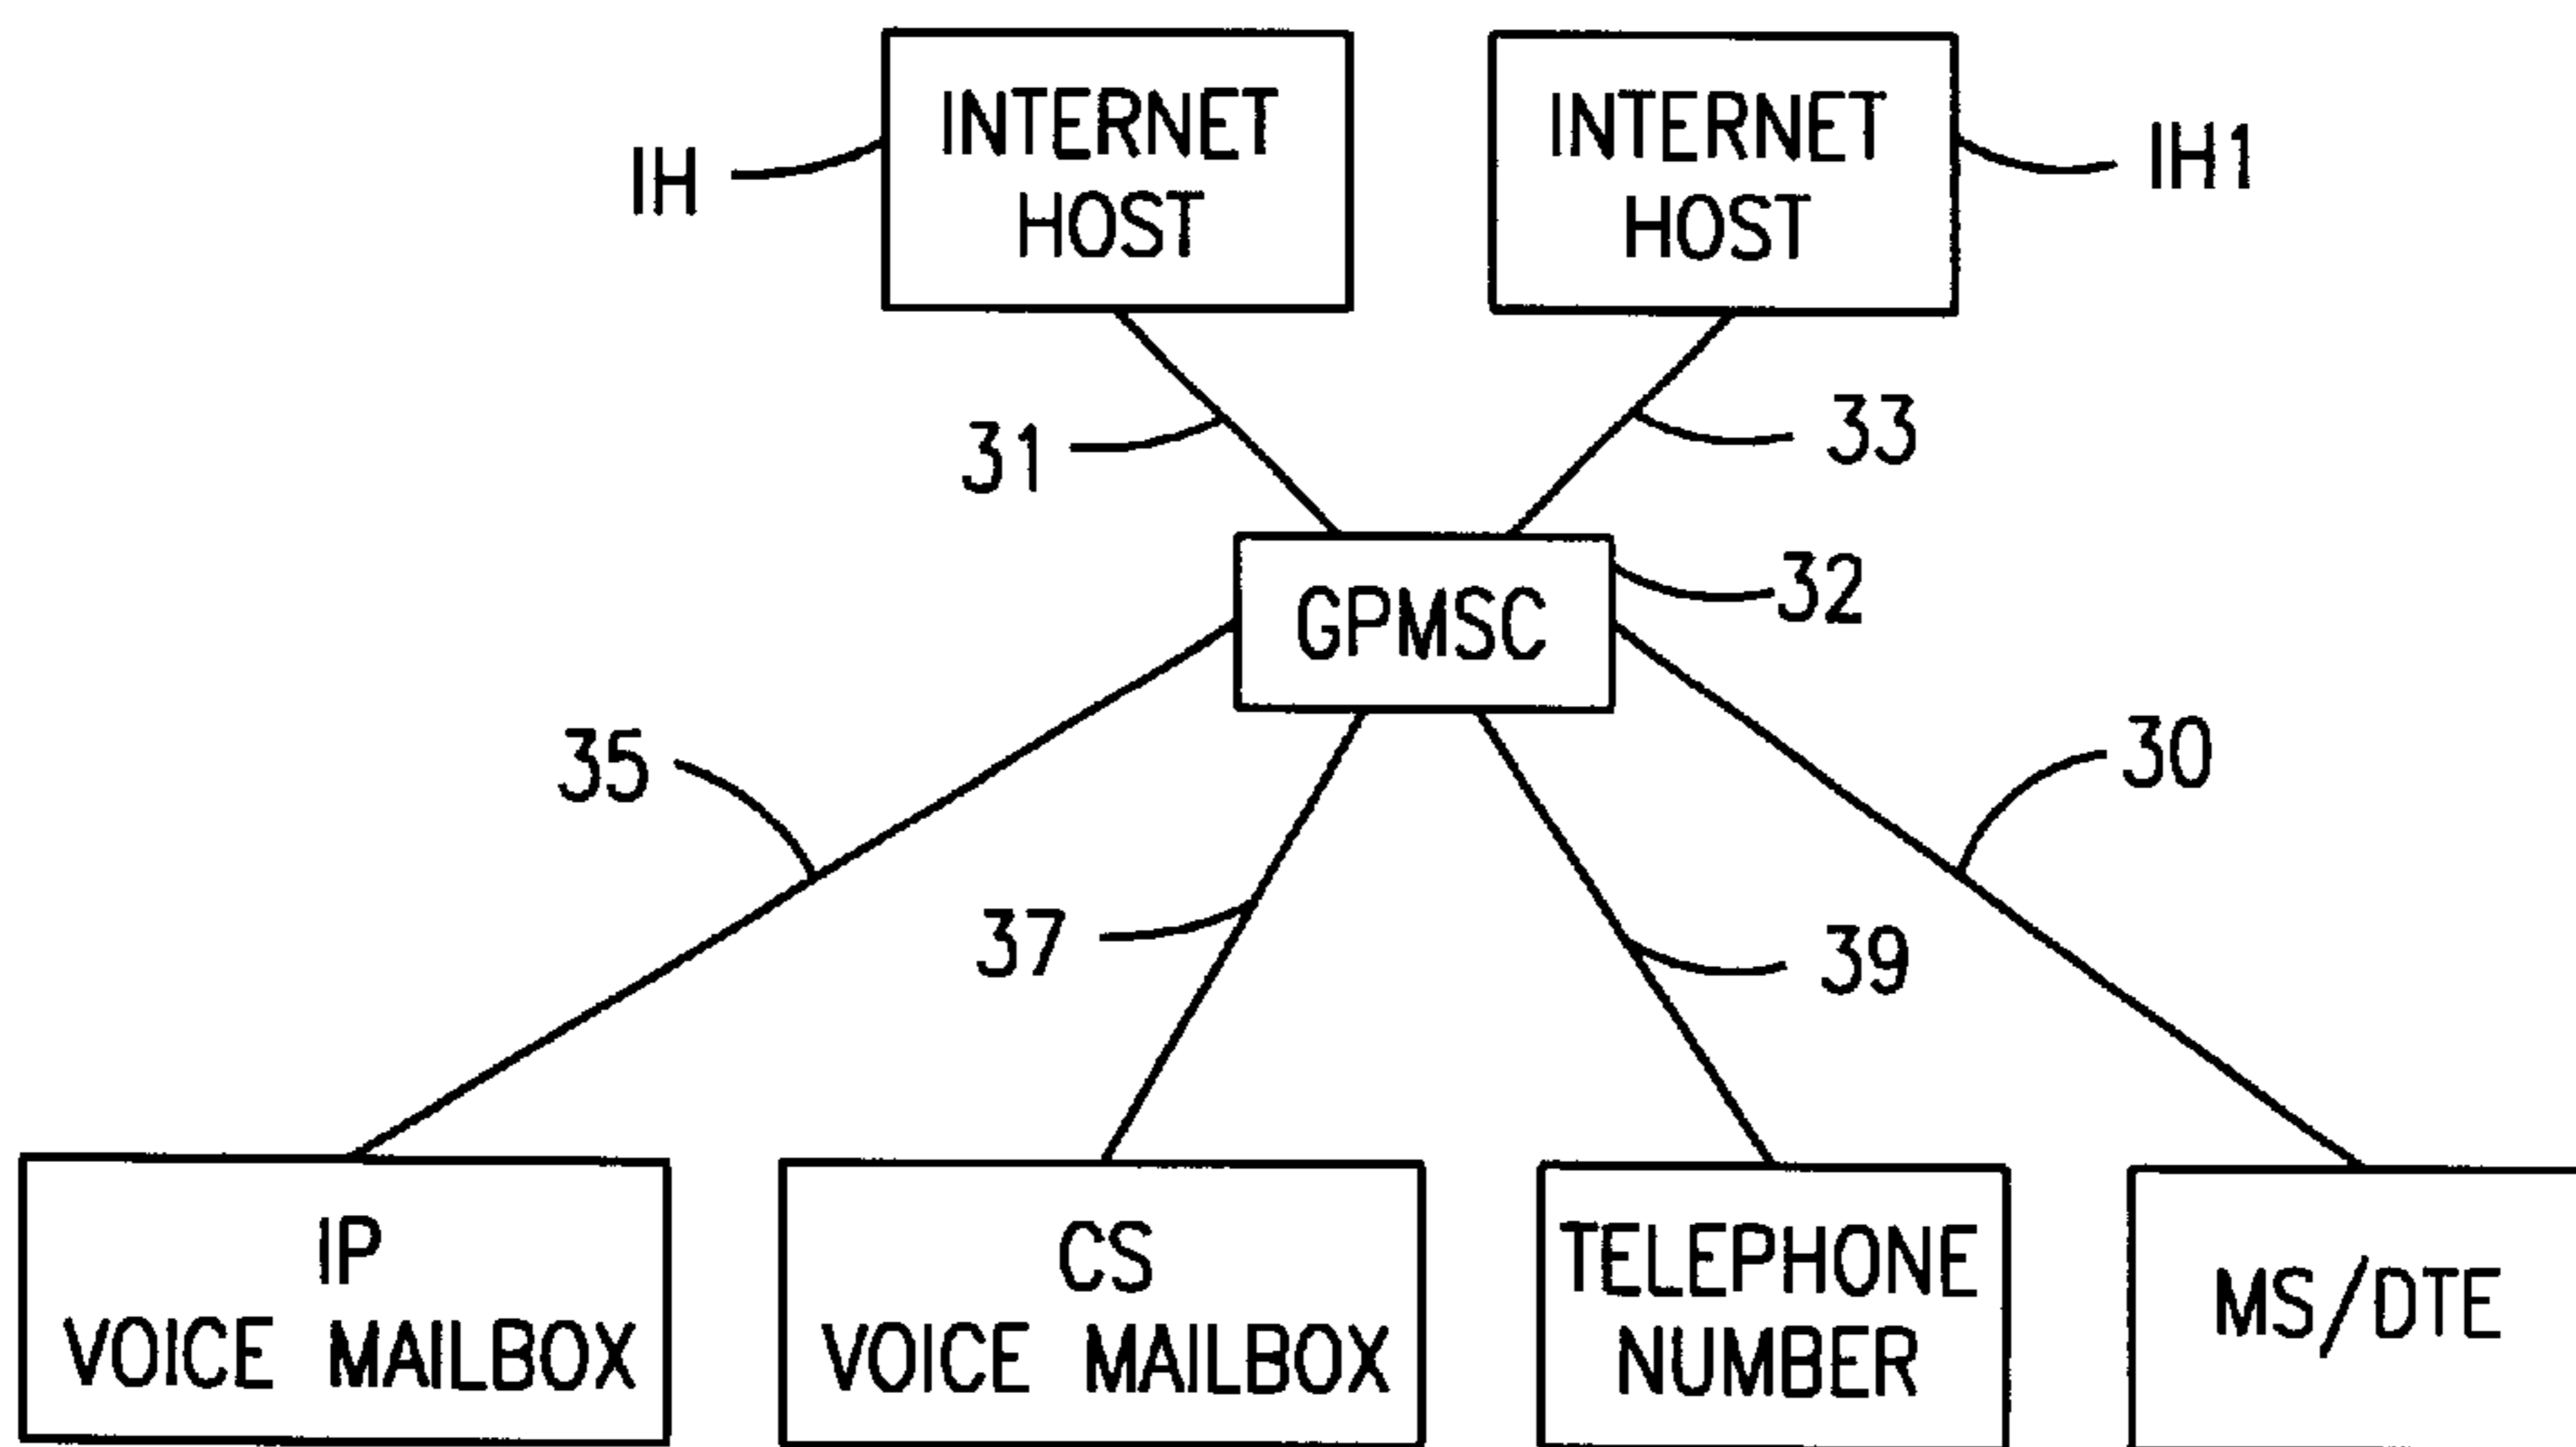 INTERNET
HOST
INTERNET
HOST
IH
IH1
31
33
GPMSC
32
35
30
37
39
IP
VOICE MAILBOX
CS
VOICE MAILBOX
TELEPHONE
NUMBER
MS/DTE